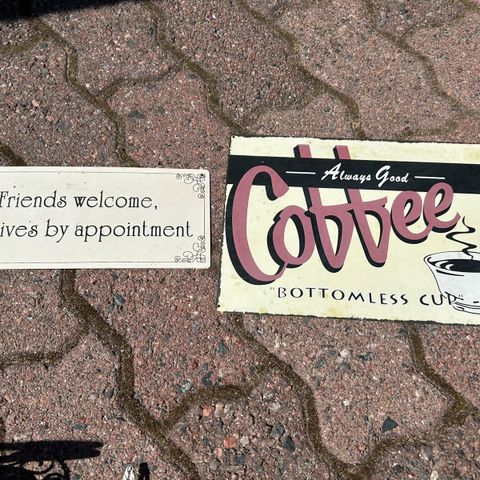 Friends welcome,
ives by appointment
Always Good
Coffee
"BOTTOMLESS CUP"